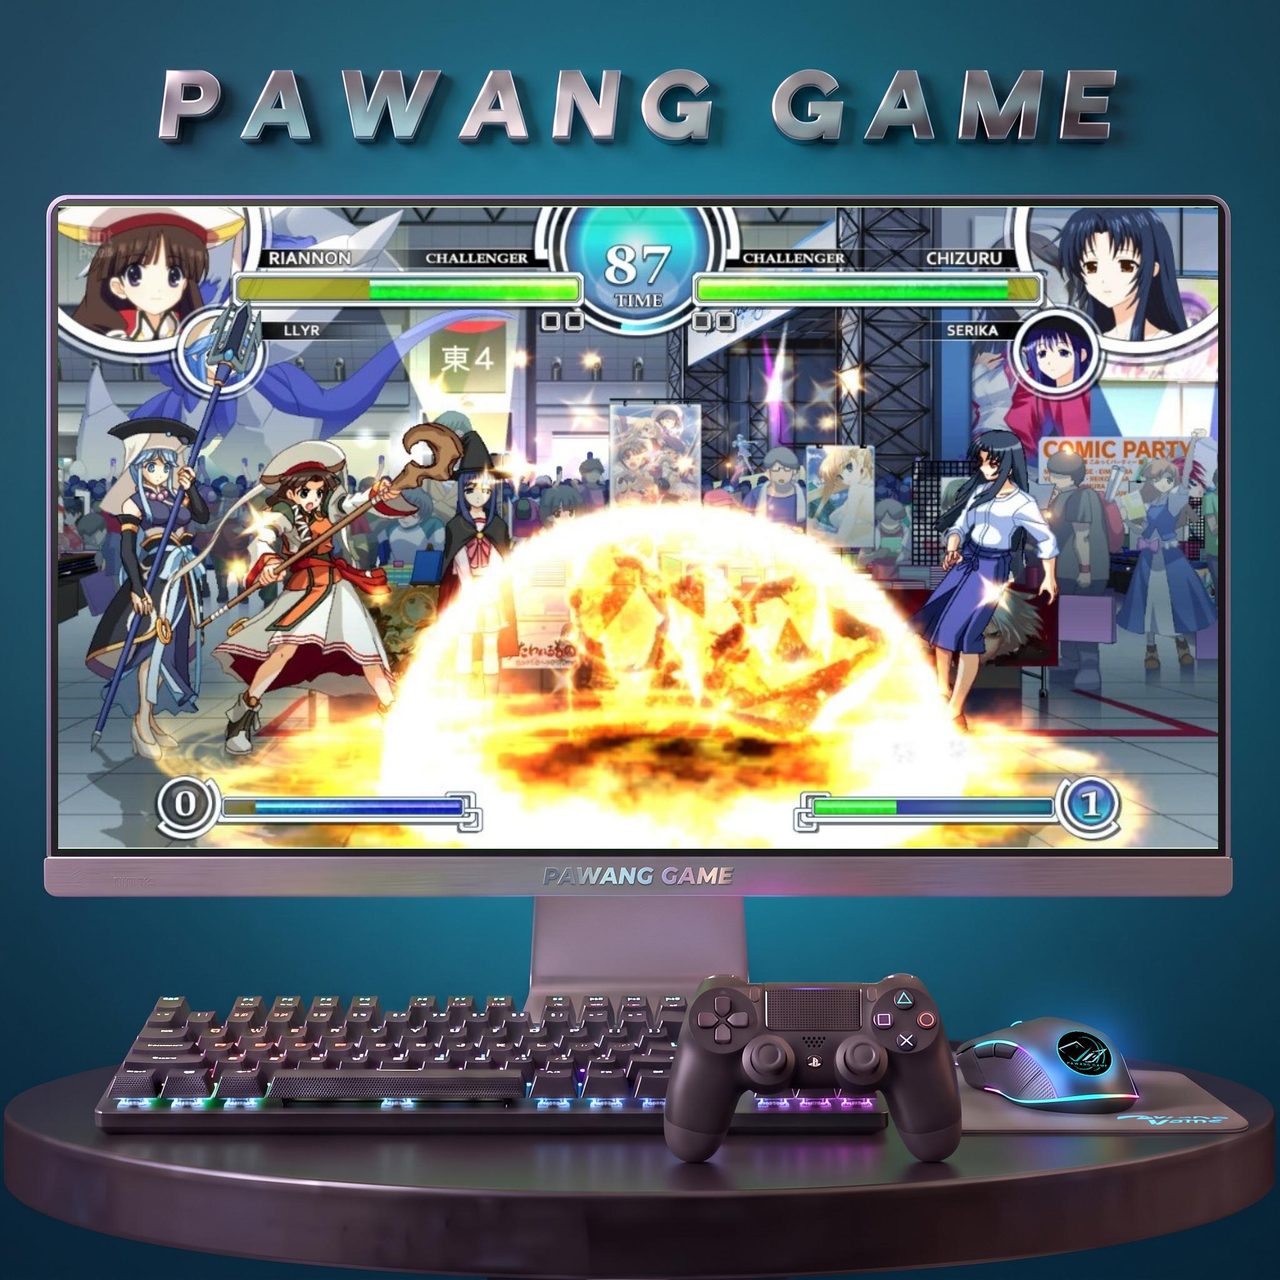 PAWANG GAME
RIANNON
CHALLENGER
87
TIME
CHALLENGER
CHIZURU
LLYR
SERIKA
東4
COMIC PARTY
0
1
PAWANG GAME